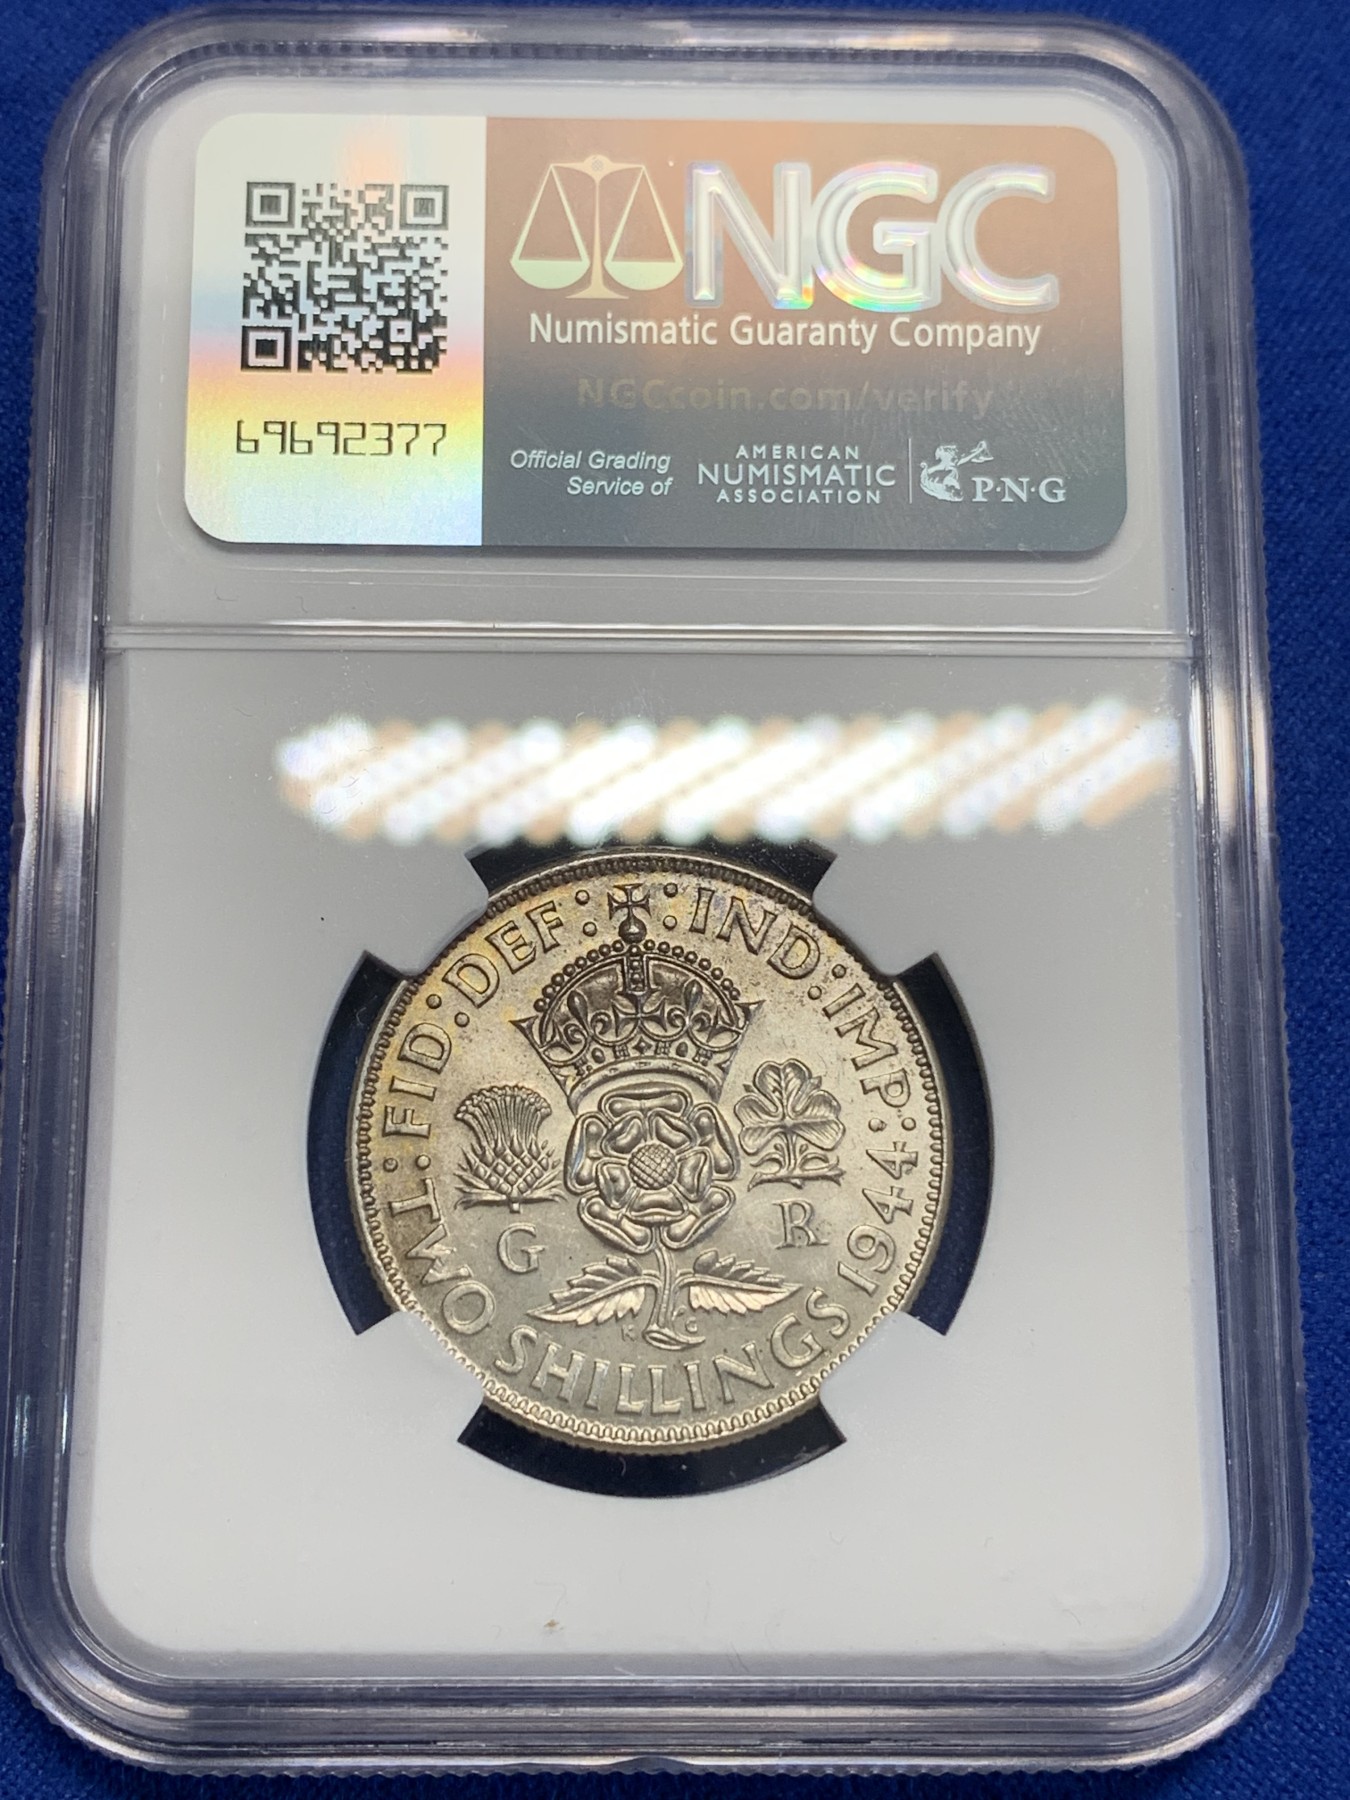 NGC
Numismatic Guaranty Company
NGCcoin.com/verify
69692377
Official Grading
Service of
AMERICAN
NUMISMATIC
ASSOCIATION
P·N·G
FID:DEF: :IND:IMP:1944
G R
K G
TWO SHILLINGS